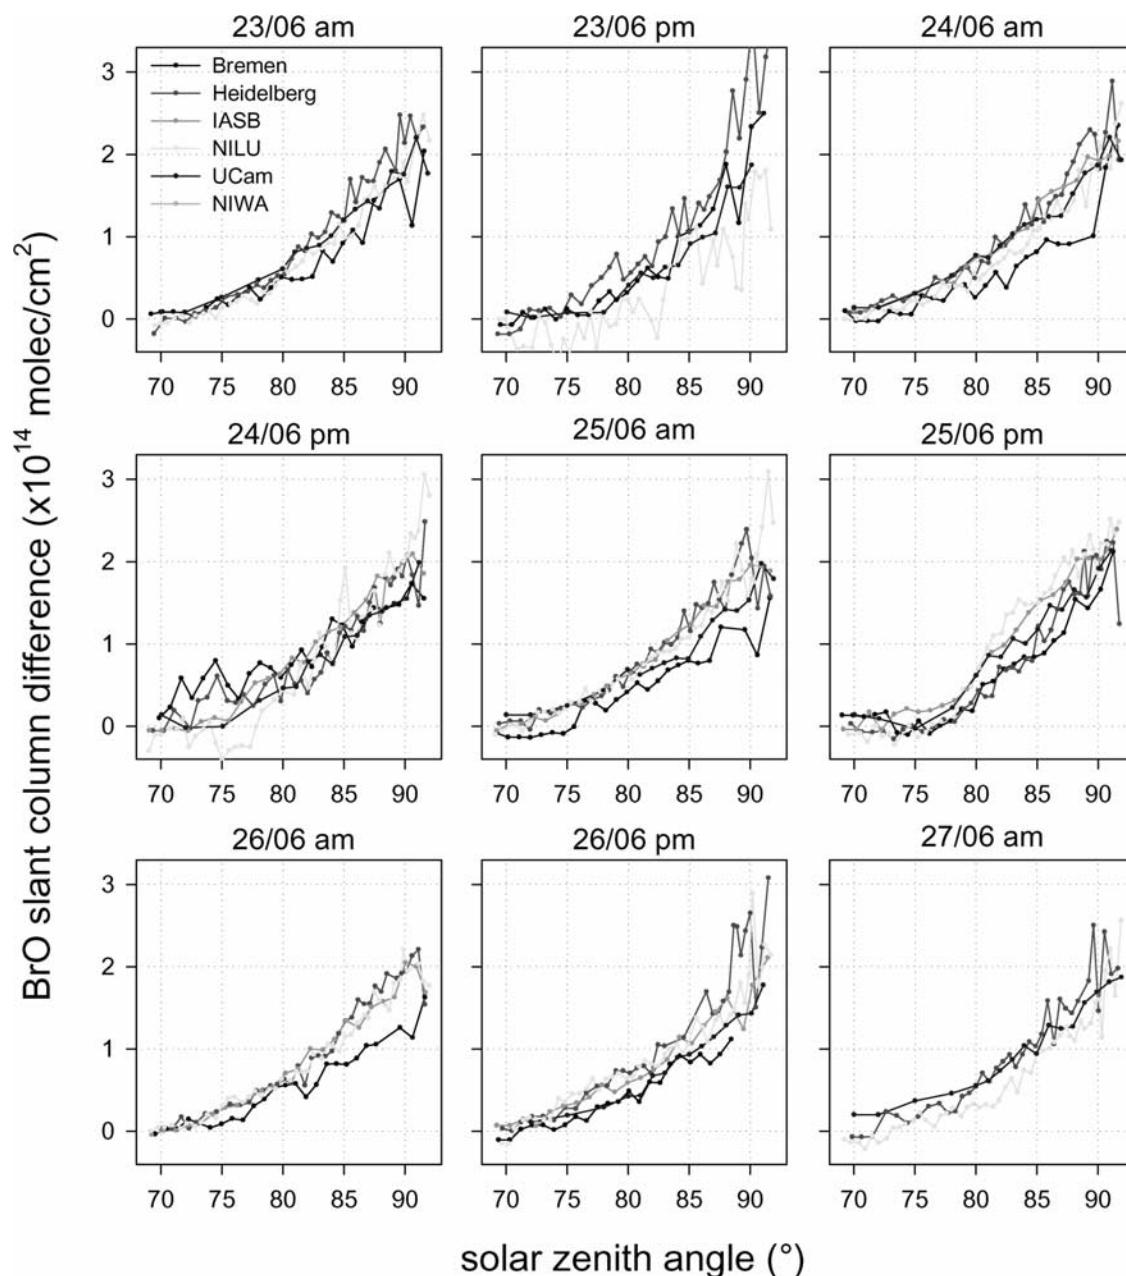 23/06 am
23/06 pm
24/06 am
3
2
1
0
Bremen
Heidelberg
IASB
NILU
UCam
NIWA
70 75 80 85 90
70 75 80 85 90
70 75 80 85 90
24/06 pm
25/06 am
25/06 pm
3
2
1
0
70 75 80 85 90
70 75 80 85 90
70 75 80 85 90
26/06 am
26/06 pm
27/06 am
3
2
1
0
70 75 80 85 90
70 75 80 85 90
70 75 80 85 90
BrO slant column difference (x10¹⁴ molec/cm²)
solar zenith angle (°)